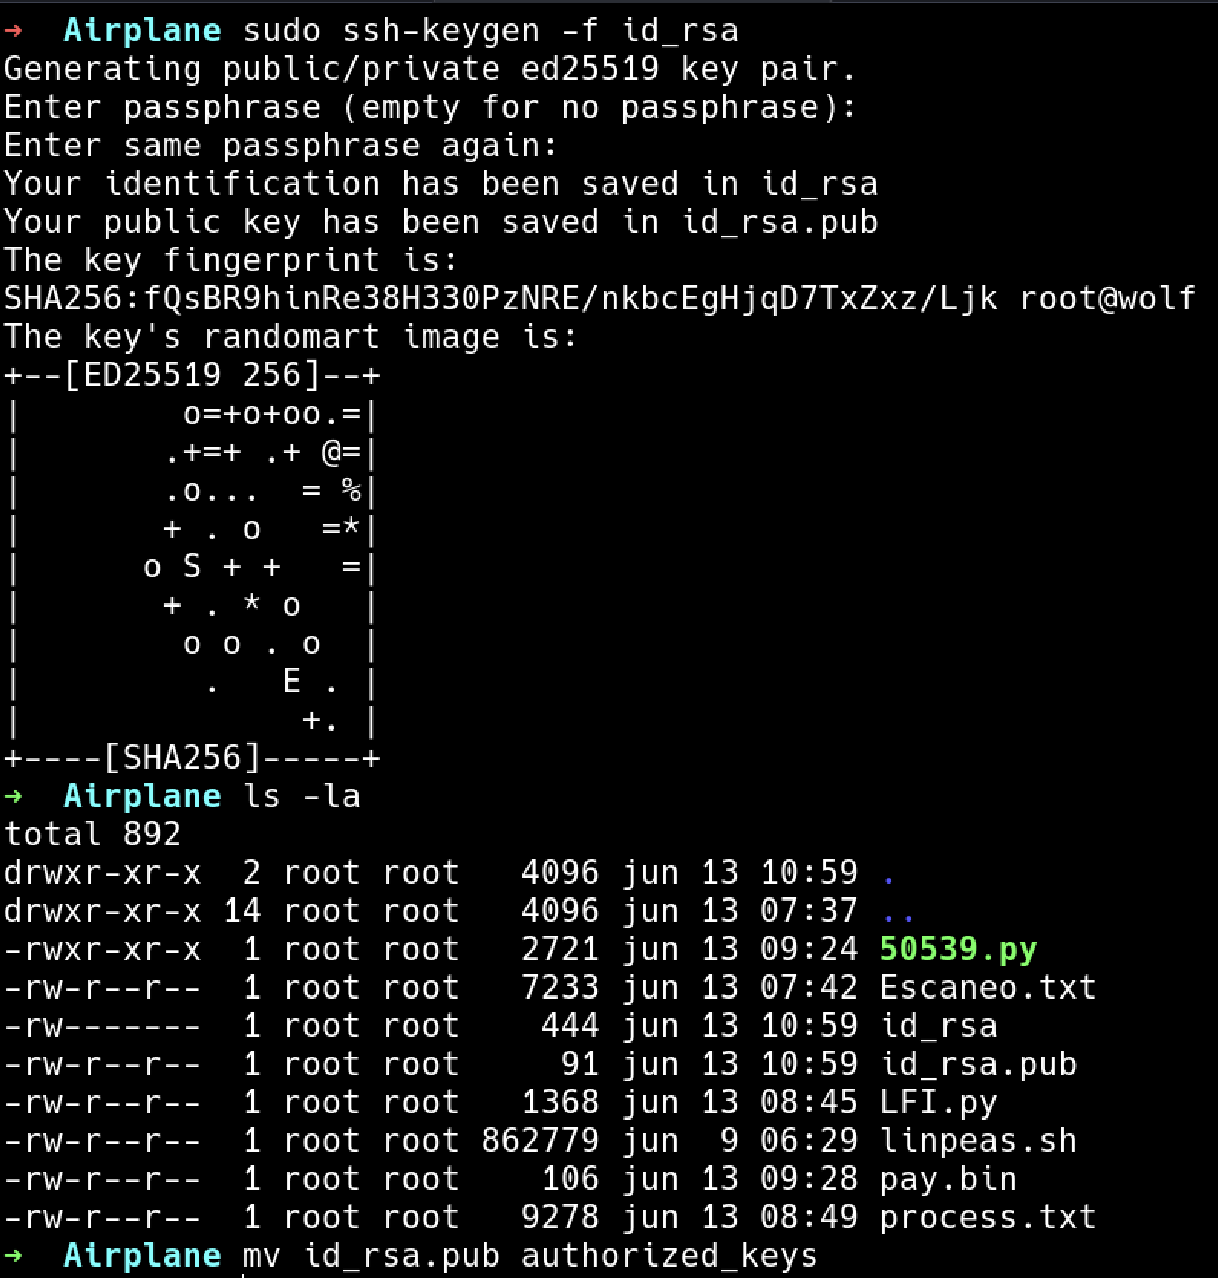 →  Airplane sudo ssh-keygen -f id_rsa
Generating public/private ed25519 key pair.
Enter passphrase (empty for no passphrase):
Enter same passphrase again:
Your identification has been saved in id_rsa
Your public key has been saved in id_rsa.pub
The key fingerprint is:
SHA256:fQsBR9hinRe38H330PzNRE/nkbcEgHjqD7TxZxz/Ljk root@wolf
The key's randomart image is:
+--[ED25519 256]--+
|        o=+o+oo.=|
|       .+=+ .+ @=|
|       .o...  = %|
|       + . o   =*|
|      o S + +   =|
|       + . * o   |
|        o o . o  |
|         .   E . |
|              +. |
+----[SHA256]-----+
→  Airplane ls -la
total 892
drwxr-xr-x  2 root root   4096 jun 13 10:59 .
drwxr-xr-x 14 root root   4096 jun 13 07:37 ..
-rwxr-xr-x  1 root root   2721 jun 13 09:24 50539.py
-rw-r--r--  1 root root   7233 jun 13 07:42 Escaneo.txt
-rw-------  1 root root    444 jun 13 10:59 id_rsa
-rw-r--r--  1 root root     91 jun 13 10:59 id_rsa.pub
-rw-r--r--  1 root root   1368 jun 13 08:45 LFI.py
-rw-r--r--  1 root root 862779 jun  9 06:29 linpeas.sh
-rw-r--r--  1 root root    106 jun 13 09:28 pay.bin
-rw-r--r--  1 root root   9278 jun 13 08:49 process.txt
→  Airplane mv id_rsa.pub authorized_keys